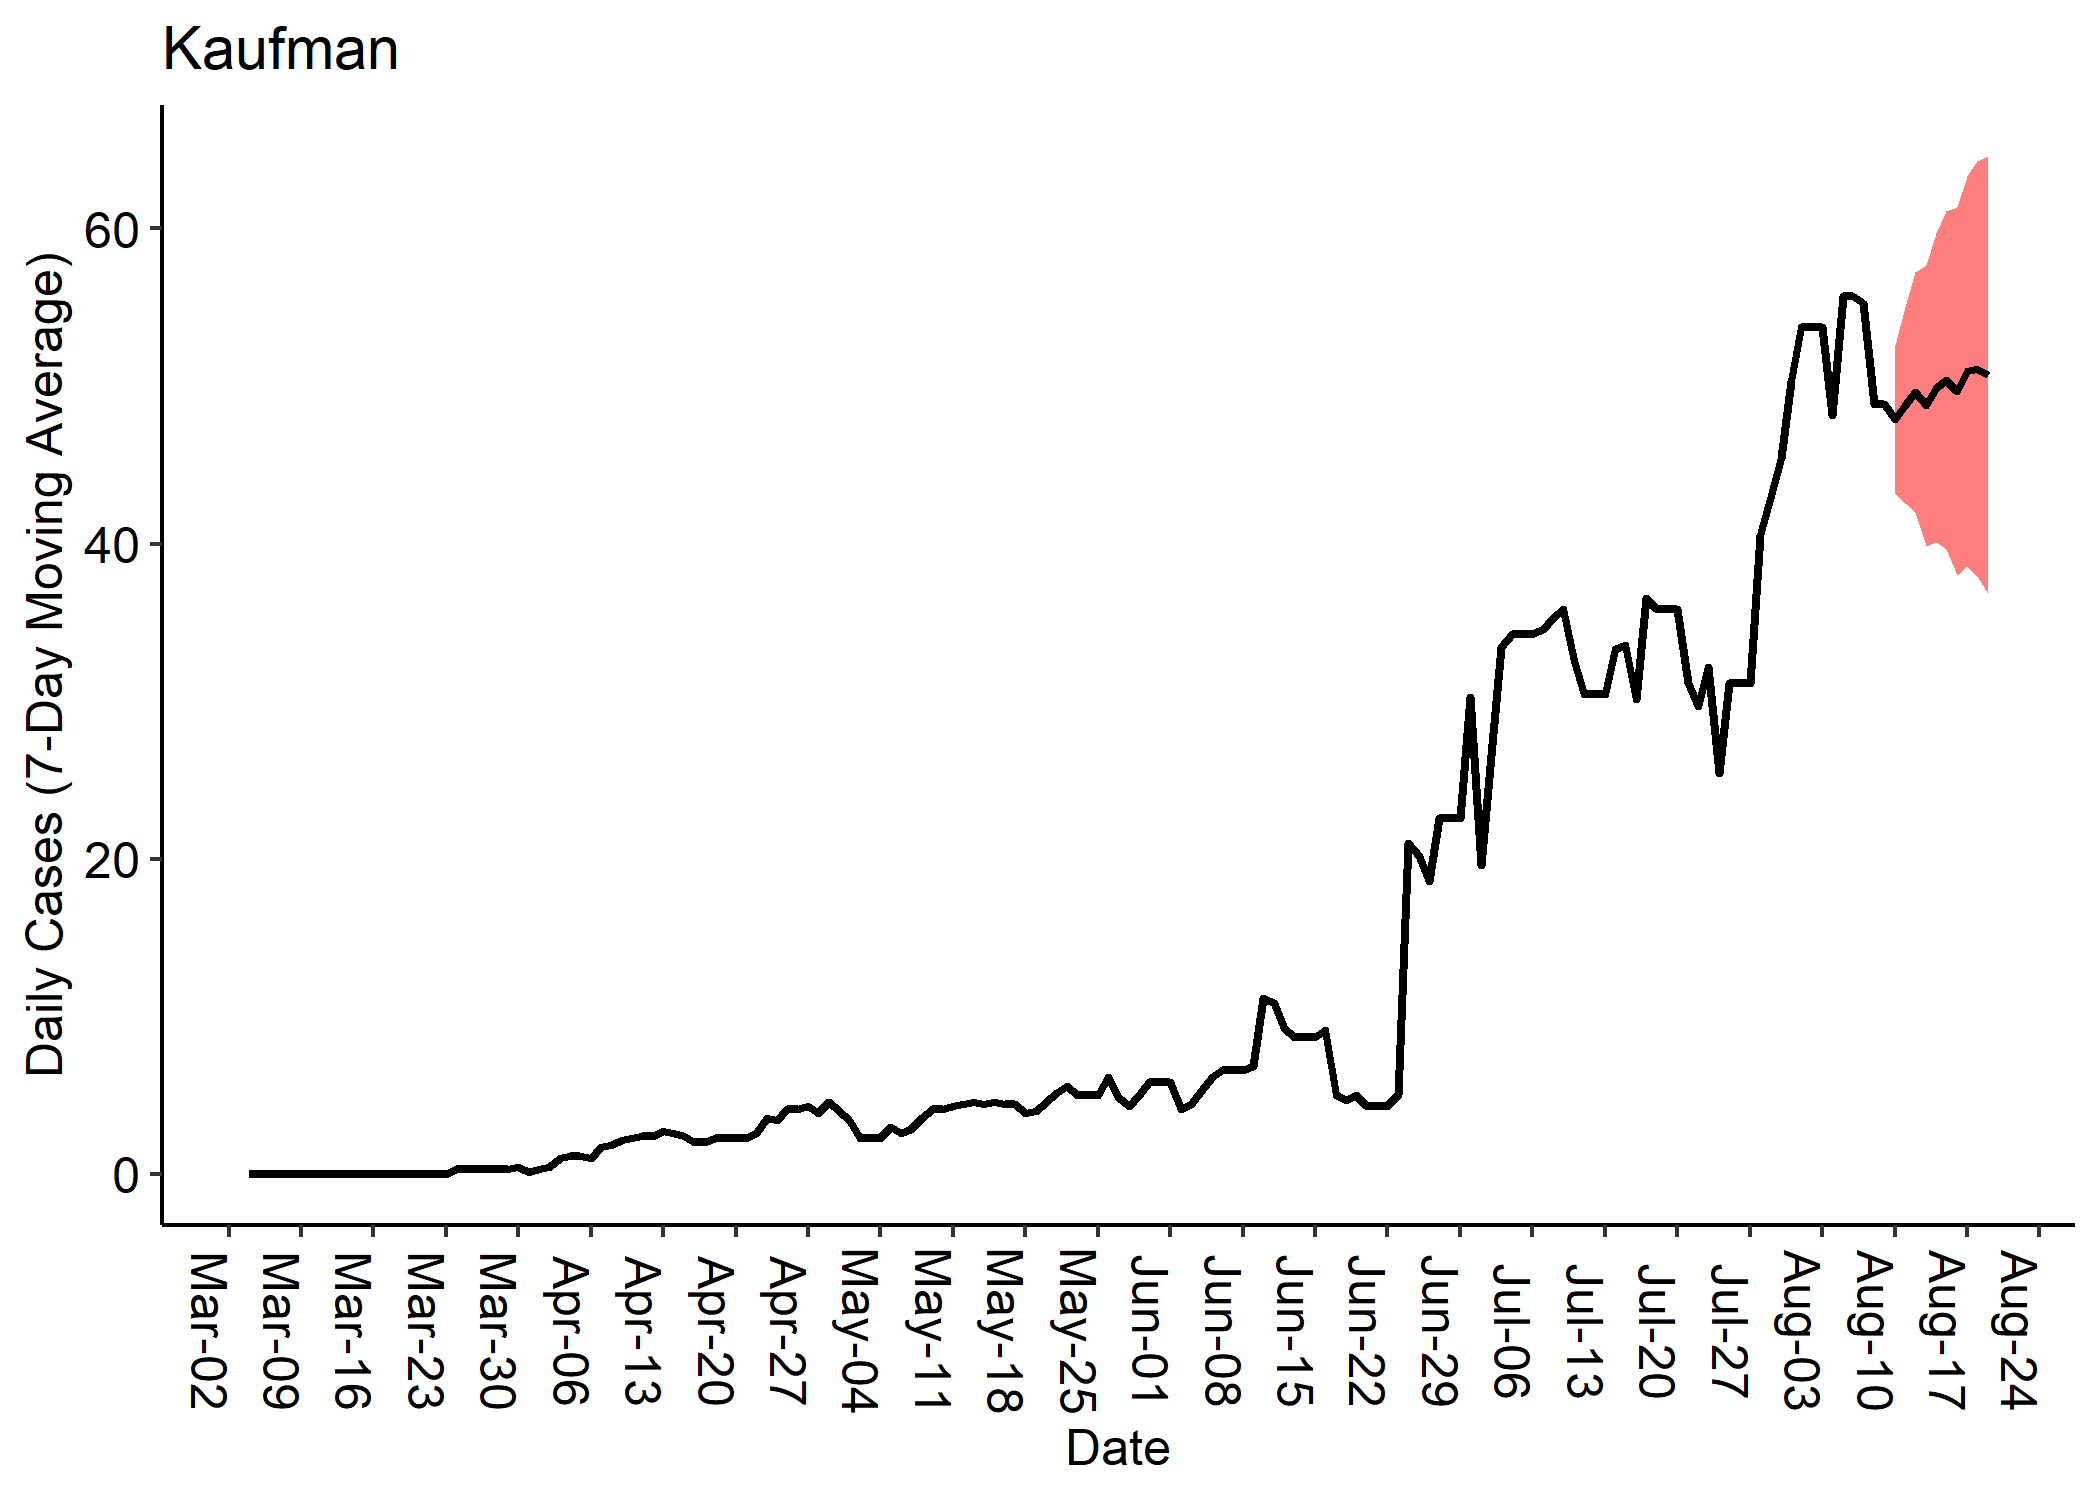 Kaufman
Daily Cases (7-Day Moving Average)
60
40
20
0
Mar-02
Mar-09
Mar-16
Mar-23
Mar-30
Apr-06
Apr-13
Apr-20
Apr-27
May-04
May-11
May-18
May-25
Jun-01
Jun-08
Jun-15
Jun-22
Jun-29
Jul-06
Jul-13
Jul-20
Jul-27
Aug-03
Aug-10
Aug-17
Aug-24
Date